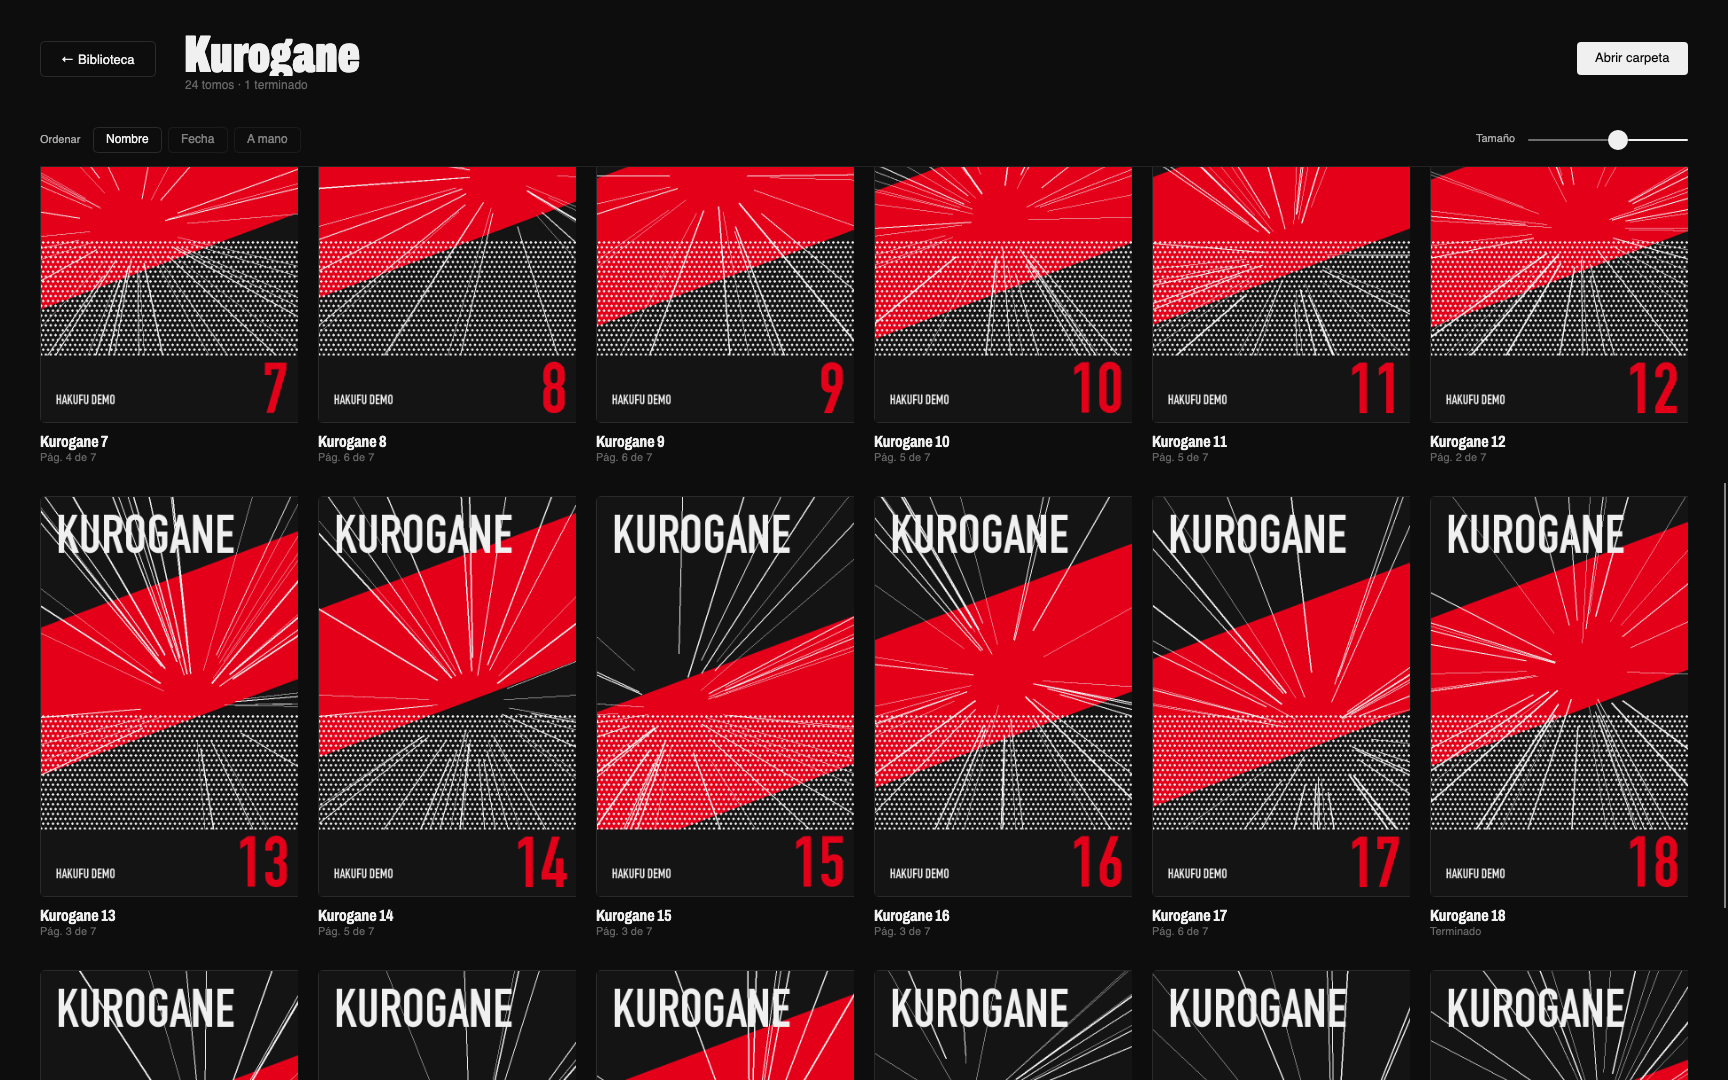 ← Biblioteca
Kurogane
24 tomos · 1 terminado
Abrir carpeta
Ordenar
Nombre
Fecha
A mano
Tamaño
HAKUFU DEMO
7
HAKUFU DEMO
8
HAKUFU DEMO
9
HAKUFU DEMO
10
HAKUFU DEMO
11
HAKUFU DEMO
12
Kurogane 7
Pág. 4 de 7
Kurogane 8
Pág. 6 de 7
Kurogane 9
Pág. 6 de 7
Kurogane 10
Pág. 5 de 7
Kurogane 11
Pág. 5 de 7
Kurogane 12
Pág. 2 de 7
KUROGANE
HAKUFU DEMO
13
KUROGANE
HAKUFU DEMO
14
KUROGANE
HAKUFU DEMO
15
KUROGANE
HAKUFU DEMO
16
KUROGANE
HAKUFU DEMO
17
KUROGANE
HAKUFU DEMO
18
Kurogane 13
Pág. 3 de 7
Kurogane 14
Pág. 5 de 7
Kurogane 15
Pág. 3 de 7
Kurogane 16
Pág. 3 de 7
Kurogane 17
Pág. 6 de 7
Kurogane 18
Terminado
KUROGANE
KUROGANE
KUROGANE
KUROGANE
KUROGANE
KUROGANE